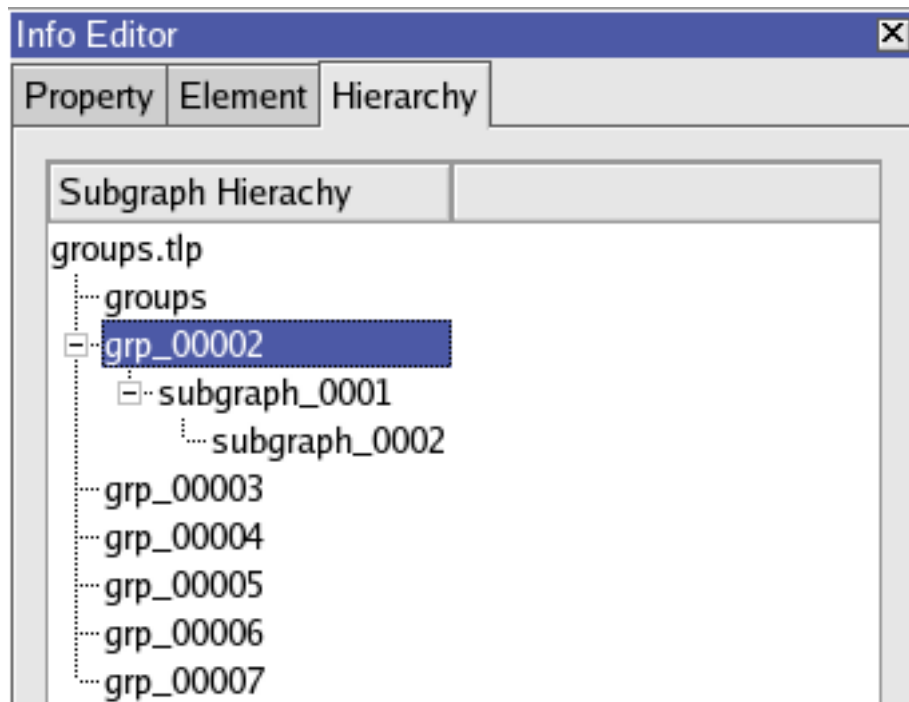 Info Editor
Property Element Hierarchy
Subgraph Hierachy
groups.tlp
groups
grp_00002
subgraph_0001
subgraph_0002
grp_00003
grp_00004
grp_00005
grp_00006
grp_00007